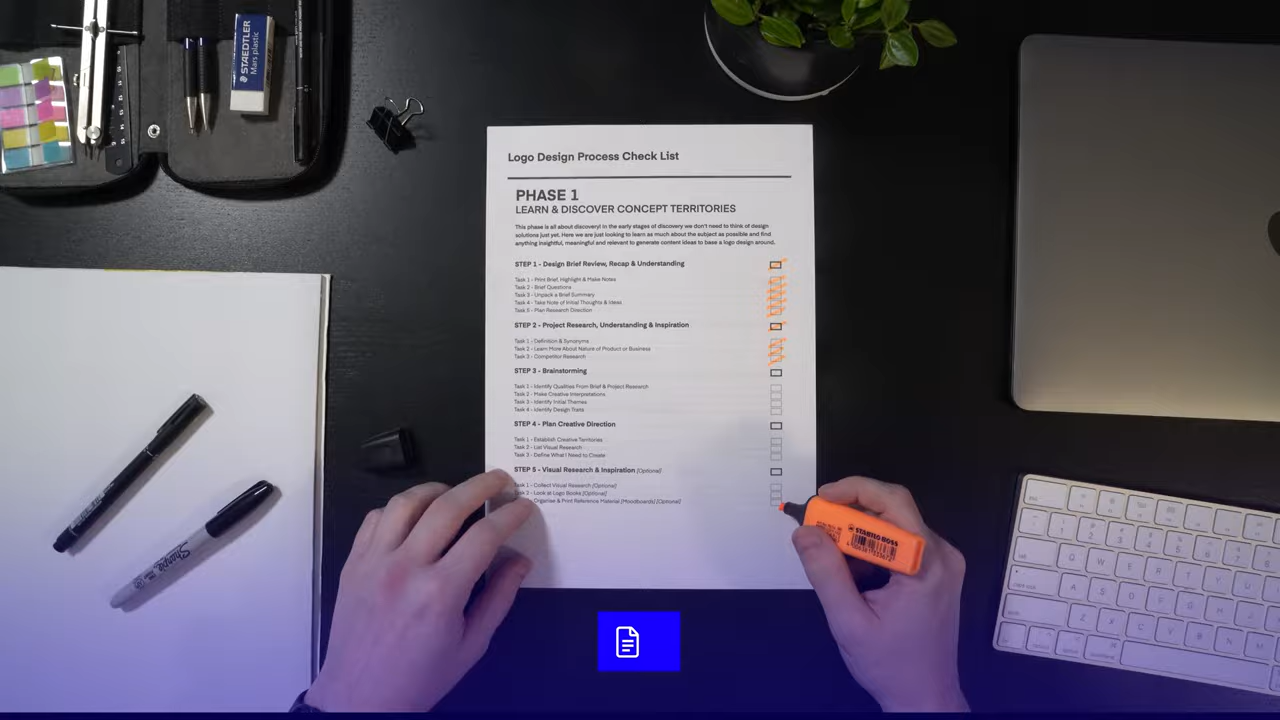 STAEDTLER
Mars plastic
Logo Design Process Check List
PHASE 1
LEARN & DISCOVER CONCEPT TERRITORIES
This phase is all about discovery! In the early stages of discovery we don't need to think of design
solutions just yet. Here we are just looking to learn as much about the subject as possible and find
anything insightful, meaningful and relevant to generate content ideas to base a logo design around.
STEP 1 - Design Brief Review, Recap & Understanding
Task 1 - Print Brief, Highlight & Make Notes
Task 2 - Brief Questions
Task 3 - Unpack a Brief Summary
Task 4 - Take Note of Initial Thoughts & Ideas
Task 5 - Plan Research Direction
STEP 2 - Project Research, Understanding & Inspiration
Task 1 - Definition & Synonyms
Task 2 - Learn More About Nature of Product or Business
Task 3 - Competitor Research
STEP 3 - Brainstorming
Task 1 - Identify Qualities From Brief & Project Research
Task 2 - Make Creative Interpretations
Task 3 - Identify Initial Themes
Task 4 - Identify Design Traits
STEP 4 - Plan Creative Direction
Task 1 - Establish Creative Territories
Task 2 - List Visual Research
Task 3 - Define What I Need to Create
STEP 5 - Visual Research & Inspiration (Optional)
Task 1 - Collect Visual Research (Optional)
2 - Look at Logo Books (Optional)
Organise & Print Reference Material (Moodboards) (Optional)
Sharpie
STABILO BOSS